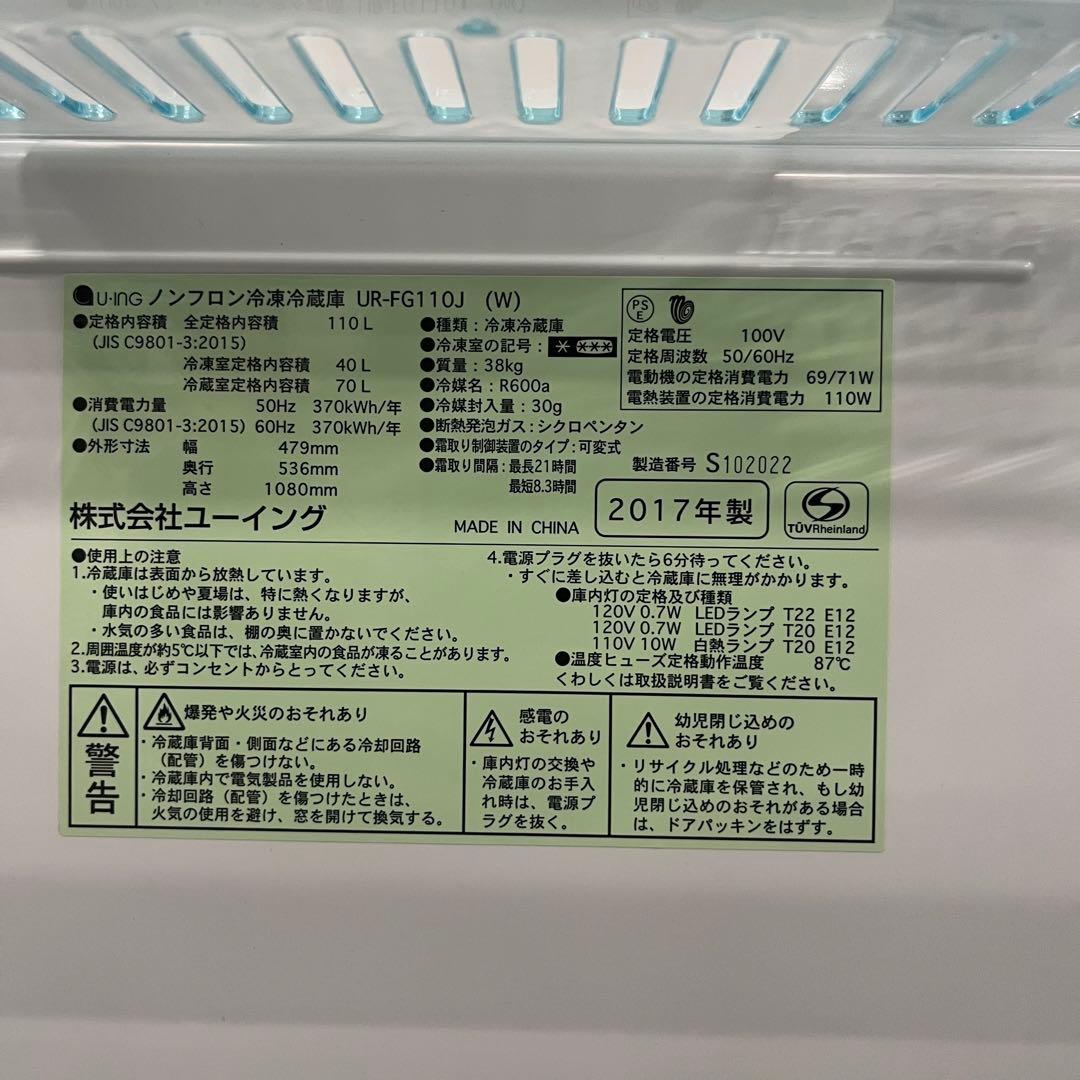 U-ING ノンフロン冷凍冷蔵庫 UR-FG110J (W)
●定格内容積 全定格内容積 110 L
(JIS C9801-3:2015)
冷凍室定格内容積 40 L
冷蔵室定格内容積 70 L
●消費電力量 50Hz 370kWh/年
(JIS C9801-3:2015) 60Hz 370kWh/年
●外形寸法 幅 479mm
奥行 536mm
高さ 1080mm
●種類:冷凍冷蔵庫
●冷凍室の記号:
●質量:38kg
●冷媒名:R600a
●冷媒封入量:30g
●断熱発泡ガス:シクロペンタン
●霜取り制御装置のタイプ:可変式
●霜取り間隔:最長21時間
最短8.3時間
PS
E
定格電圧 100V
定格周波数 50/60Hz
電動機の定格消費電力 69/71W
電熱装置の定格消費電力 110W
製造番号 S102022
株式会社ユーイング
MADE IN CHINA
2017年製
TÜVRheinland
●使用上の注意
1.冷蔵庫は表面から放熱しています。
・使いはじめや夏場は、特に熱くなりますが、
庫内の食品には影響ありません。
・水気の多い食品は、棚の奥に置かないでください。
2.周囲温度が約5℃以下では、冷蔵室内の食品が凍ることがあります。
3.電源は、必ずコンセントからとってください。
4.電源プラグを抜いたら6分待ってください。
・すぐに差し込むと冷蔵庫に無理がかかります。
●庫内灯の定格及び種類
120V 0.7W LEDランプ T22 E12
120V 0.7W LEDランプ T20 E12
110V 10W 白熱ランプ T20 E12
●温度ヒューズ定格動作温度 87℃
くわしくは取扱説明書をご覧ください。
警告
爆発や火災のおそれあり
・冷蔵庫背面・側面などにある冷却回路
(配管)を傷つけない。
・冷蔵庫内で電気製品を使用しない。
・冷却回路(配管)を傷つけたときは、
火気の使用を避け、窓を開けて換気する。
感電の
おそれあり
・庫内灯の交換や
冷蔵庫のお手入
れ時は、電源プ
ラグを抜く。
幼児閉じ込めの
おそれあり
・リサイクル処理などのため一時
的に冷蔵庫を保管され、もし幼
児閉じ込めのおそれがある場合
は、ドアパッキンをはずす。